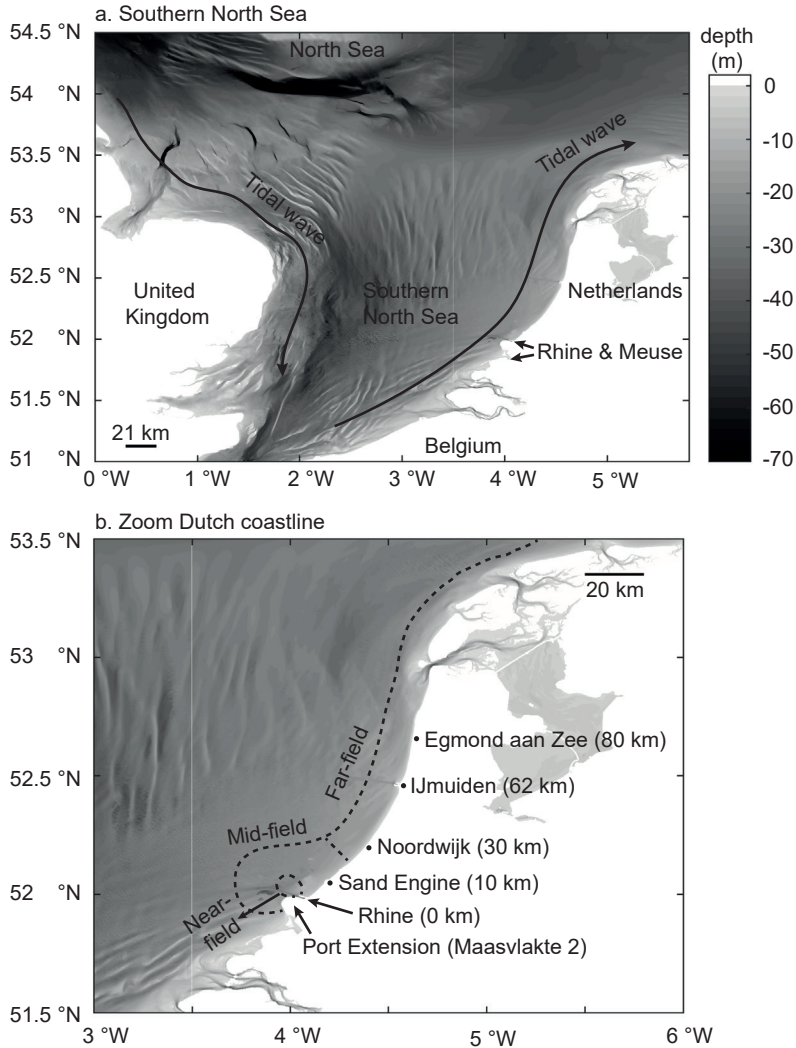 a. Southern North Sea
54.5 °N
54 °N
53.5 °N
53 °N
52.5 °N
52 °N
51.5 °N
51 °N
North Sea
Tidal wave
Tidal wave
United
Kingdom
Southern
North Sea
Netherlands
Rhine & Meuse
Belgium
21 km
0 °W 1 °W 2 °W 3 °W 4 °W 5 °W
depth
(m)
0
-10
-20
-30
-40
-50
-60
-70
b. Zoom Dutch coastline
53.5 °N
53 °N
52.5 °N
52 °N
51.5 °N
20 km
Far-field
Egmond aan Zee (80 km)
IJmuiden (62 km)
Mid-field
Noordwijk (30 km)
Sand Engine (10 km)
Near-
field
Rhine (0 km)
Port Extension (Maasvlakte 2)
3 °W 4 °W 5 °W 6 °W